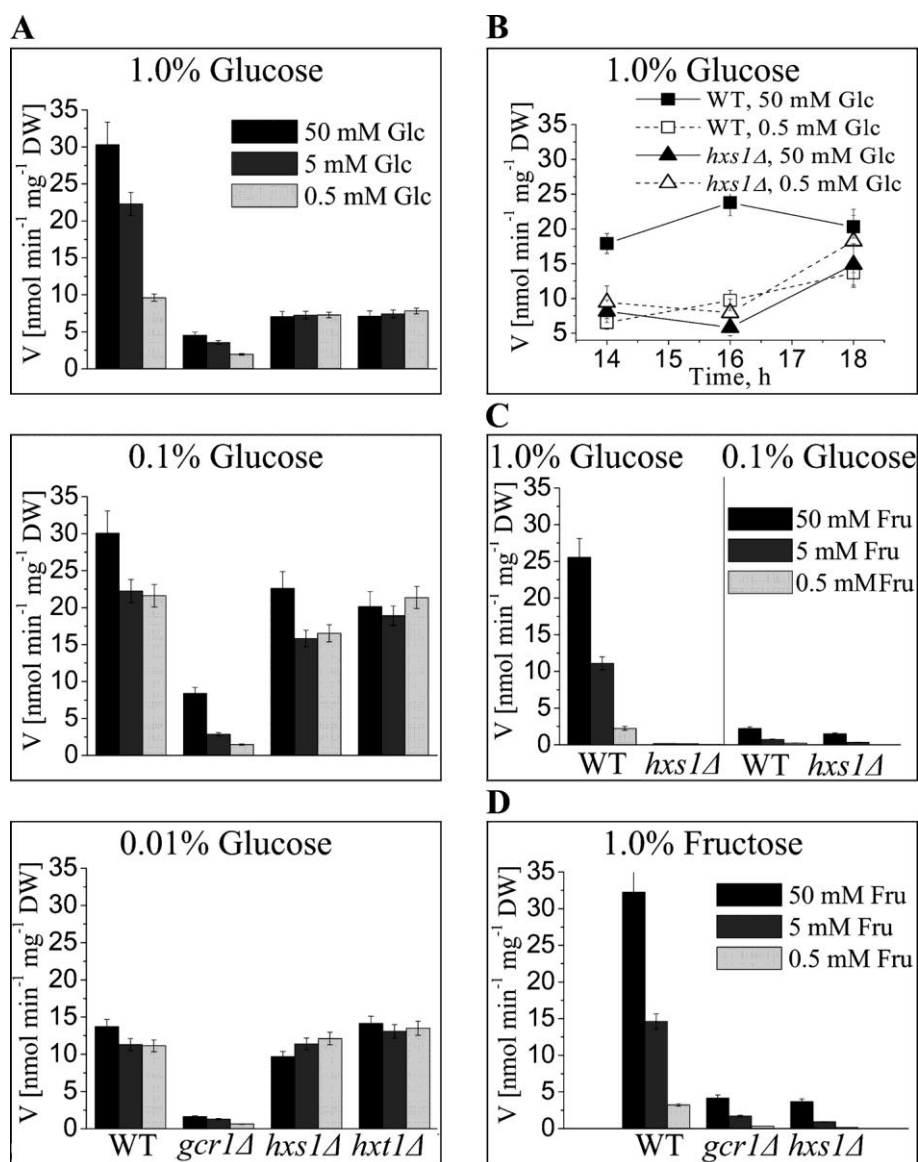 A
1.0% Glucose
V [nmol min-1 mg-1 DW]
35
30
25
20
15
10
5
0
50 mM Glc
5 mM Glc
0.5 mM Glc
0.1% Glucose
V [nmol min-1 mg-1 DW]
35
30
25
20
15
10
5
0
0.01% Glucose
V [nmol min-1 mg-1 DW]
35
30
25
20
15
10
5
0
WT gcr1Δ hxs1Δ hxt1Δ
B
1.0% Glucose
V [nmol min-1 mg-1 DW]
35
30
25
20
15
10
5
WT, 50 mM Glc
WT, 0.5 mM Glc
hxs1Δ, 50 mM Glc
hxs1Δ, 0.5 mM Glc
14 15 16 17 18
Time, h
C
1.0% Glucose 0.1% Glucose
V [nmol min-1 mg-1 DW]
35
30
25
20
15
10
5
0
50 mM Fru
5 mM Fru
0.5 mMFru
WT hxs1Δ WT hxs1Δ
D
1.0% Fructose
V [nmol min-1 mg-1 DW]
35
30
25
20
15
10
5
0
50 mM Fru
5 mM Fru
0.5 mM Fru
WT gcr1Δ hxs1Δ